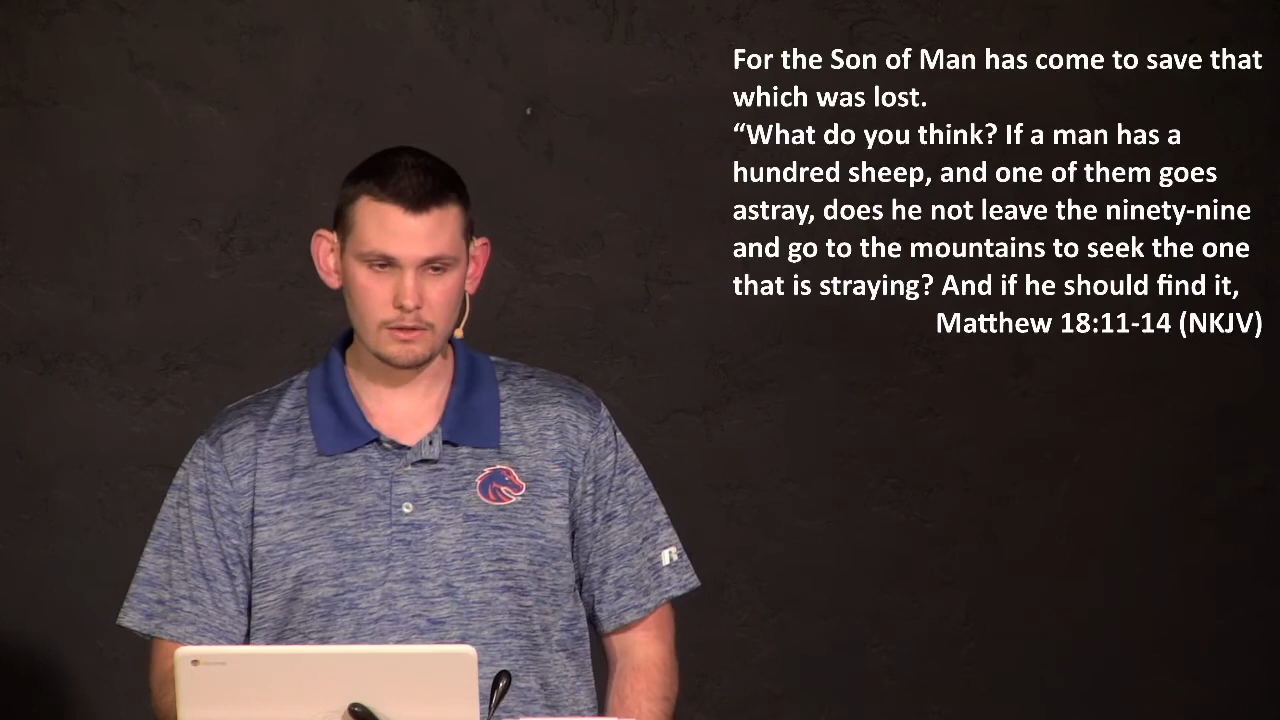 For the Son of Man has come to save that
which was lost.
“What do you think? If a man has a
hundred sheep, and one of them goes
astray, does he not leave the ninety-nine
and go to the mountains to seek the one
that is straying? And if he should find it,
Matthew 18:11-14 (NKJV)